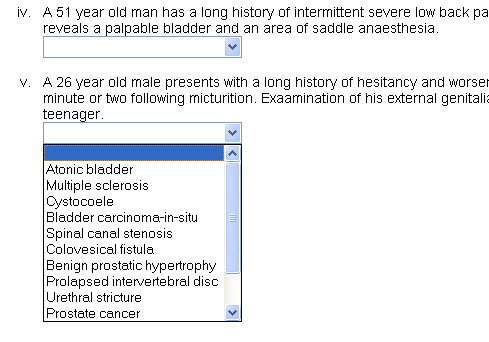 iv. A 51 year old man has a long history of intermittent severe low back pa
reveals a palpable bladder and an area of saddle anaesthesia.
v. A 26 year old male presents with a long history of hesitancy and worser
minute or two following micturition. Exaamination of his external genitalia
teenager.
Atonic bladder
Multiple sclerosis
Cystocoele
Bladder carcinoma-in-situ
Spinal canal stenosis
Colovesical fistula
Benign prostatic hypertrophy
Prolapsed intervertebral disc
Urethral stricture
Prostate cancer